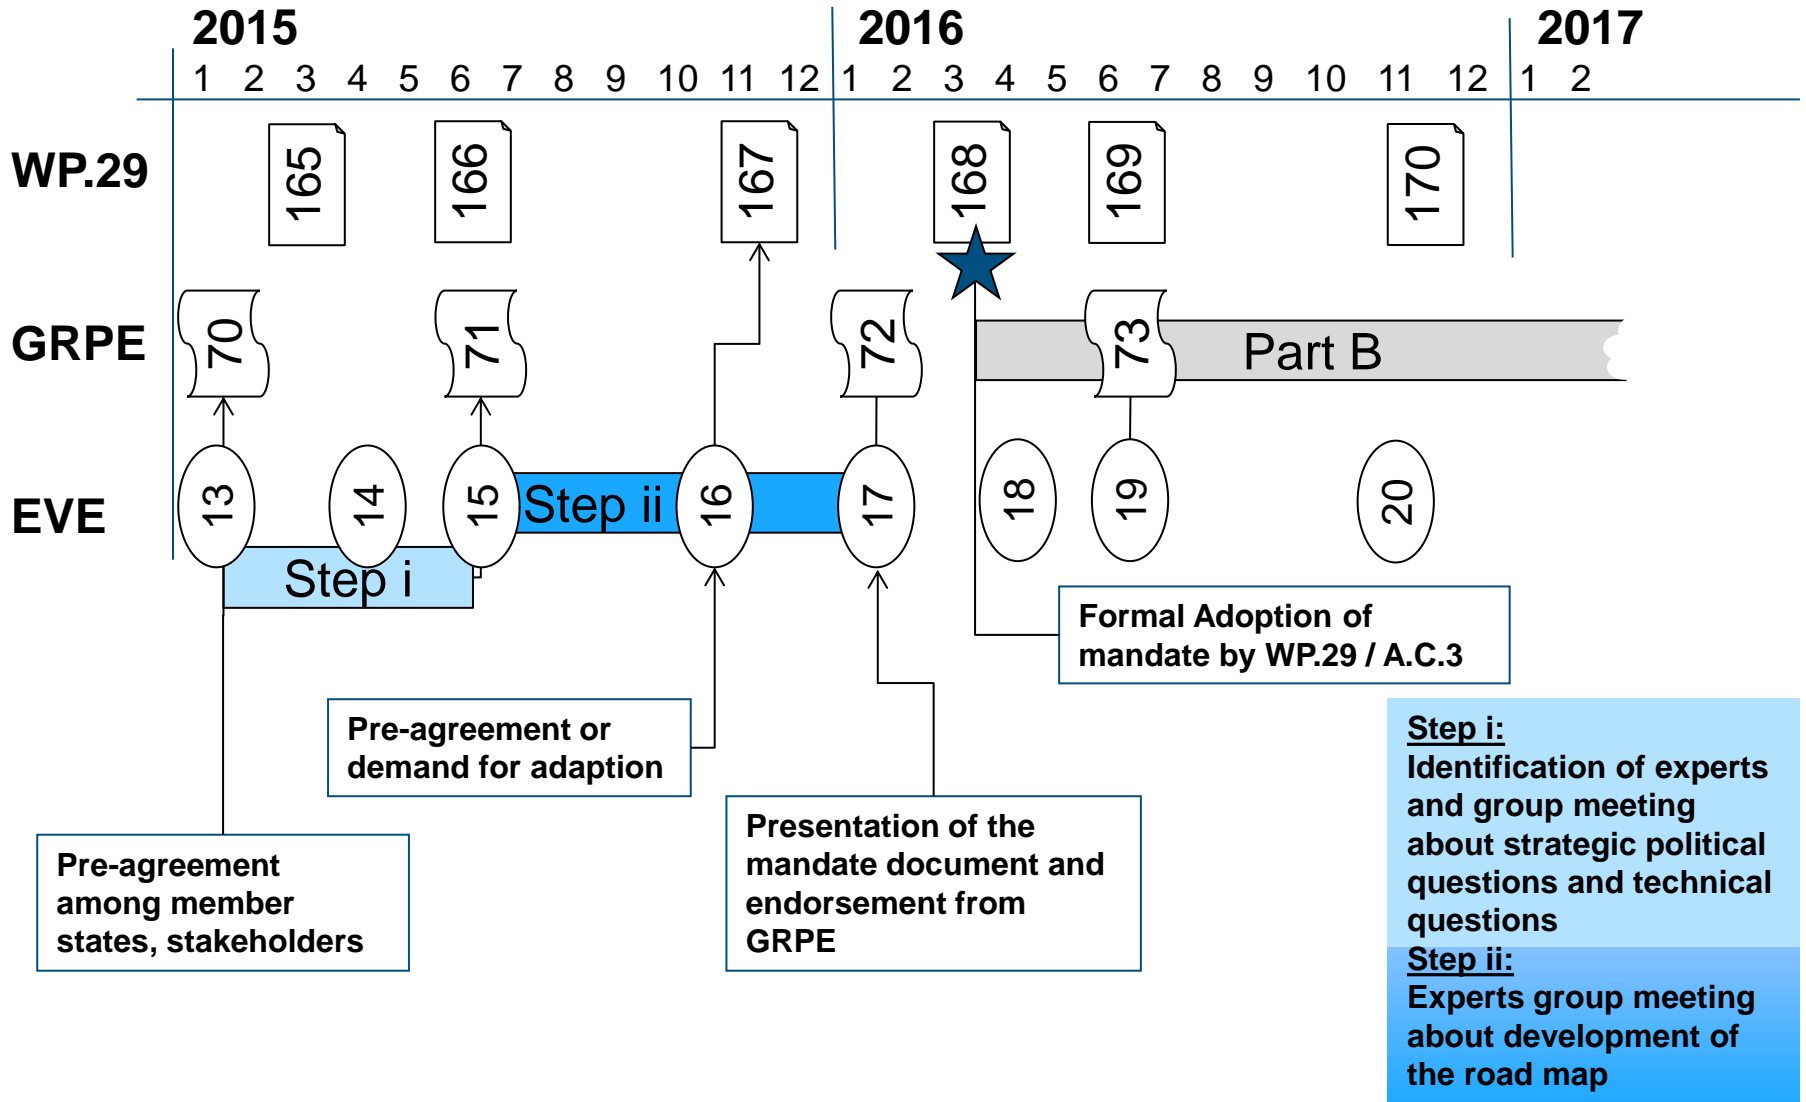 2015 2016 2017
1 2 3 4 5 6 7 8 9 10 11 12 1 2 3 4 5 6 7 8 9 10 11 12 1 2
WP.29 165 166 167 168 169 170
GRPE 70 71 72 73 Part B
EVE 13 14 15 Step ii 16 17 18 19 20
Step i
Formal Adoption of
mandate by WP.29 / A.C.3
Pre-agreement or
demand for adaption
Presentation of the
mandate document and
endorsement from
GRPE
Pre-agreement
among member
states, stakeholders
Step i:
Identification of experts
and group meeting
about strategic political
questions and technical
questions
Step ii:
Experts group meeting
about development of
the road map